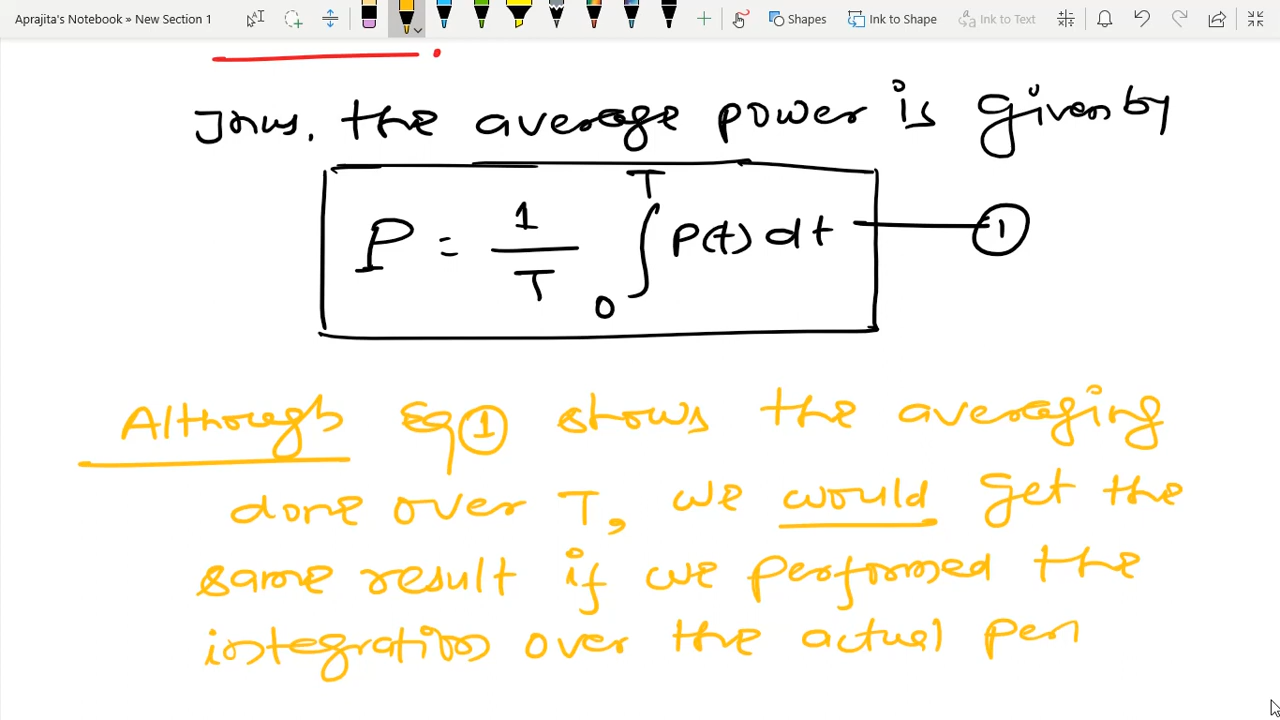 Aprajita's Notebook » New Section 1
Shapes
Ink to Shape
Ink to Text
Thus, the average power is given by
P = 1/T ∫₀ᵀ P(t) dt — ①
Although Eq ① shows the averaging
done over T, we would get the
same result if we performed the
integration over the actual peri